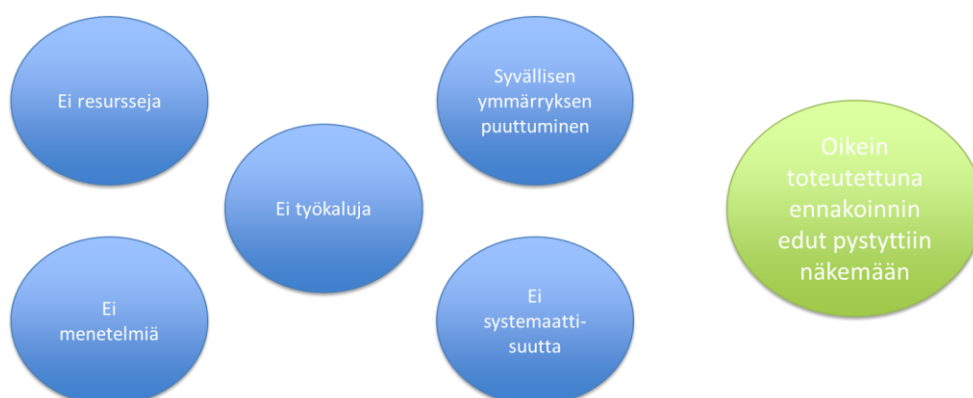 Ei resursseja
Syvällisen
ymmärryksen
puuttuminen
Ei työkaluja
Ei
menetelmiä
Ei
systemaatti-
suutta
Oikein
toteutettuna
ennakoinnin
edut pystyttiin
näkemään